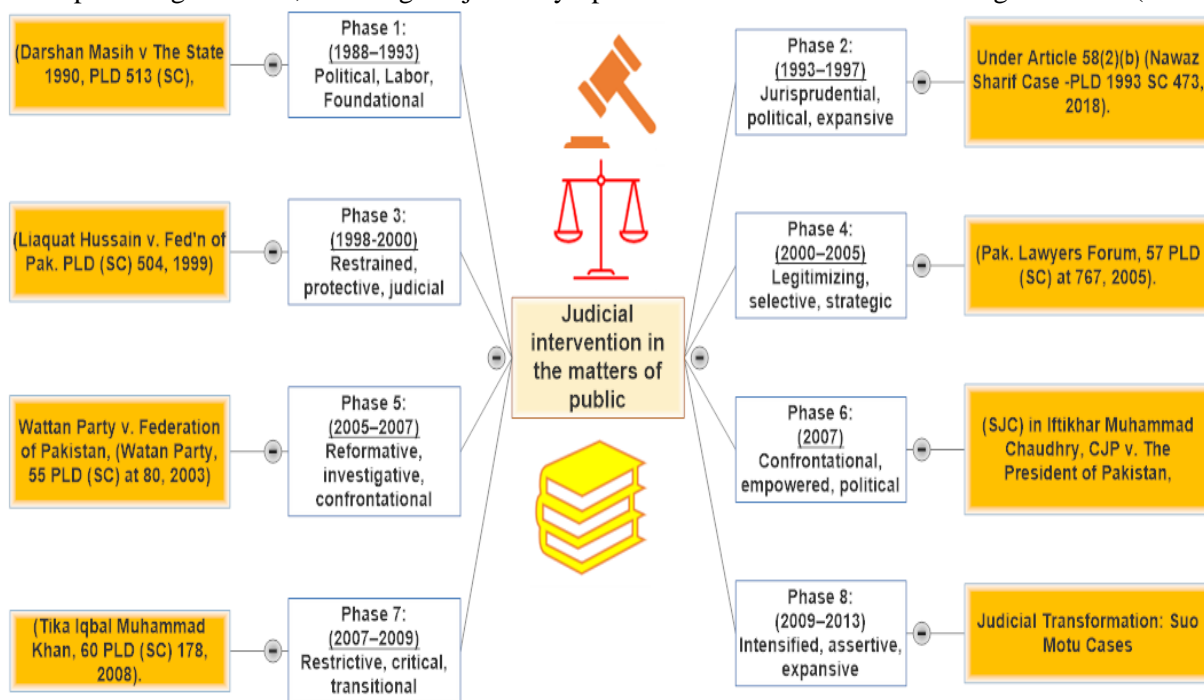 (Darshan Masih v The State
1990, PLD 513 (SC),
Phase 1:
(1988–1993)
Political, Labor,
Foundational
Phase 2:
(1993–1997)
Jurisprudential,
political, expansive
Under Article 58(2)(b) (Nawaz
Sharif Case -PLD 1993 SC 473,
2018).
(Liaquat Hussain v. Fed'n of
Pak. PLD (SC) 504, 1999)
Phase 3:
(1998-2000)
Restrained,
protective, judicial
Phase 4:
(2000–2005)
Legitimizing,
selective, strategic
(Pak. Lawyers Forum, 57 PLD
(SC) at 767, 2005).
Judicial
intervention in
the matters of
public
Wattan Party v. Federation
of Pakistan, (Watan Party,
55 PLD (SC) at 80, 2003)
Phase 5:
(2005–2007)
Reformative,
investigative,
confrontational
Phase 6:
(2007)
Confrontational,
empowered, political
(SJC) in Iftikhar Muhammad
Chaudhry, CJP v. The
President of Pakistan,
(Tika Iqbal Muhammad
Khan, 60 PLD (SC) 178,
2008).
Phase 7:
(2007–2009)
Restrictive, critical,
transitional
Phase 8:
(2009–2013)
Intensified, assertive,
expansive
Judicial Transformation: Suo
Motu Cases